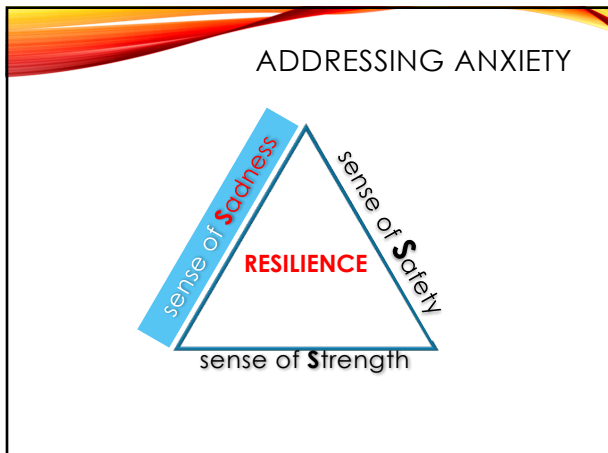 ADDRESSING ANXIETY
sense of Sadness
sense of Safety
RESILIENCE
sense of Strength